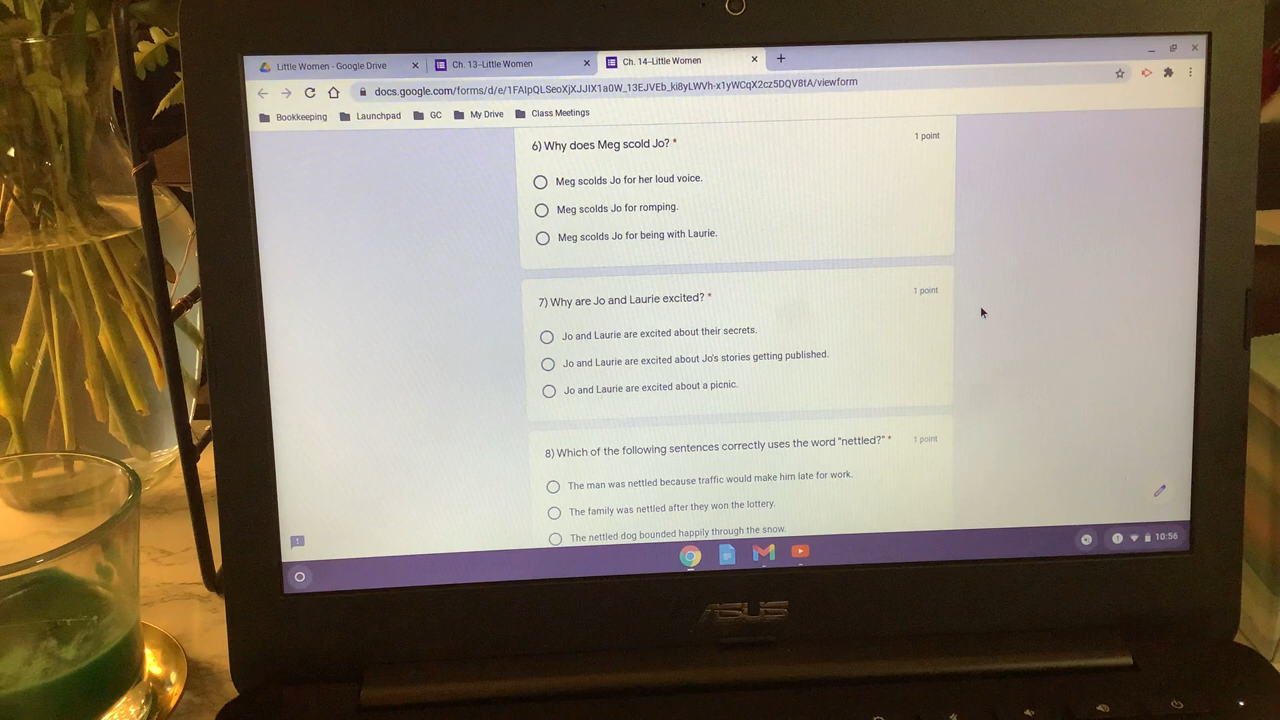 Little Women - Google Drive
Ch. 13-Little Women
Ch. 14-Little Women
docs.google.com/forms/d/e/1FAIpQLSeoXjXJJIX1a0W_13EJVEb_ki8yLWVh-x1yWCqX2cz5DQV8tA/viewform
Bookkeeping Launchpad GC My Drive Class Meetings
6) Why does Meg scold Jo? * 1 point
Meg scolds Jo for her loud voice.
Meg scolds Jo for romping.
Meg scolds Jo for being with Laurie.
7) Why are Jo and Laurie excited? * 1 point
Jo and Laurie are excited about their secrets.
Jo and Laurie are excited about Jo's stories getting published.
Jo and Laurie are excited about a picnic.
8) Which of the following sentences correctly uses the word "nettled?" * 1 point
The man was nettled because traffic would make him late for work.
The family was nettled after they won the lottery.
The nettled dog bounded happily through the snow.
10:56
ASUS